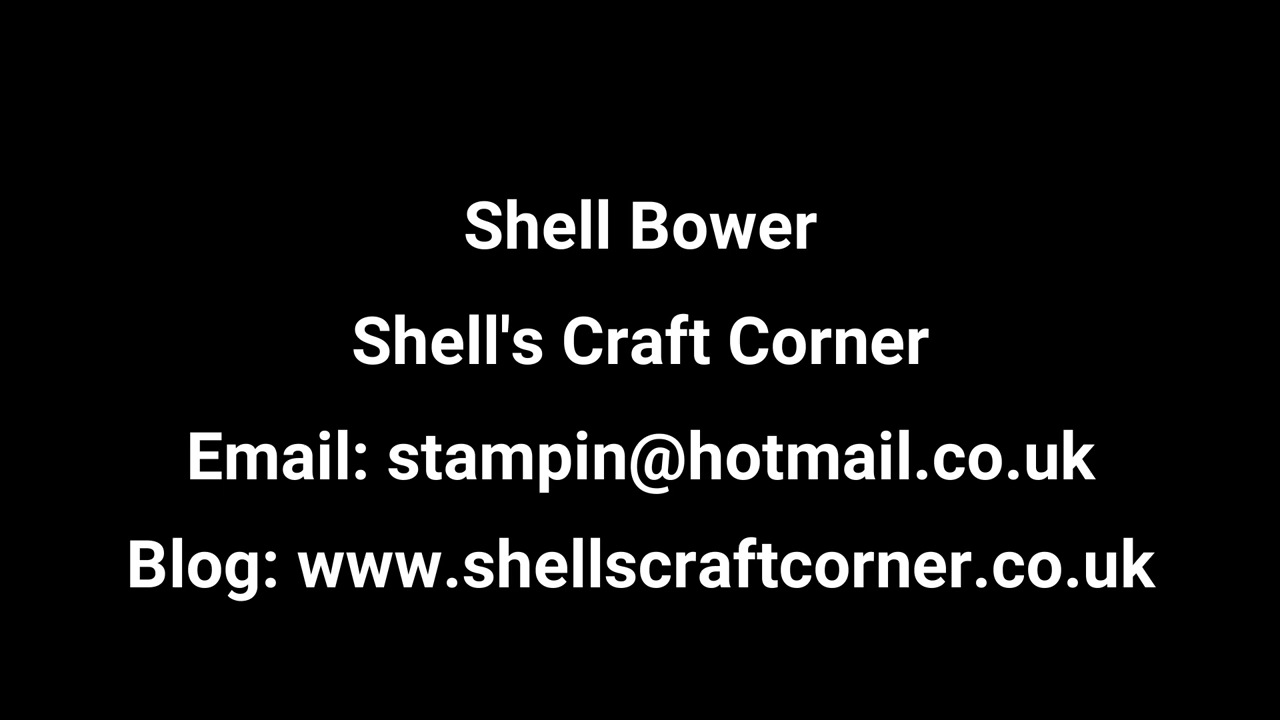 Shell Bower
Shell's Craft Corner
Email: stampin@hotmail.co.uk
Blog: www.shellscraftcorner.co.uk